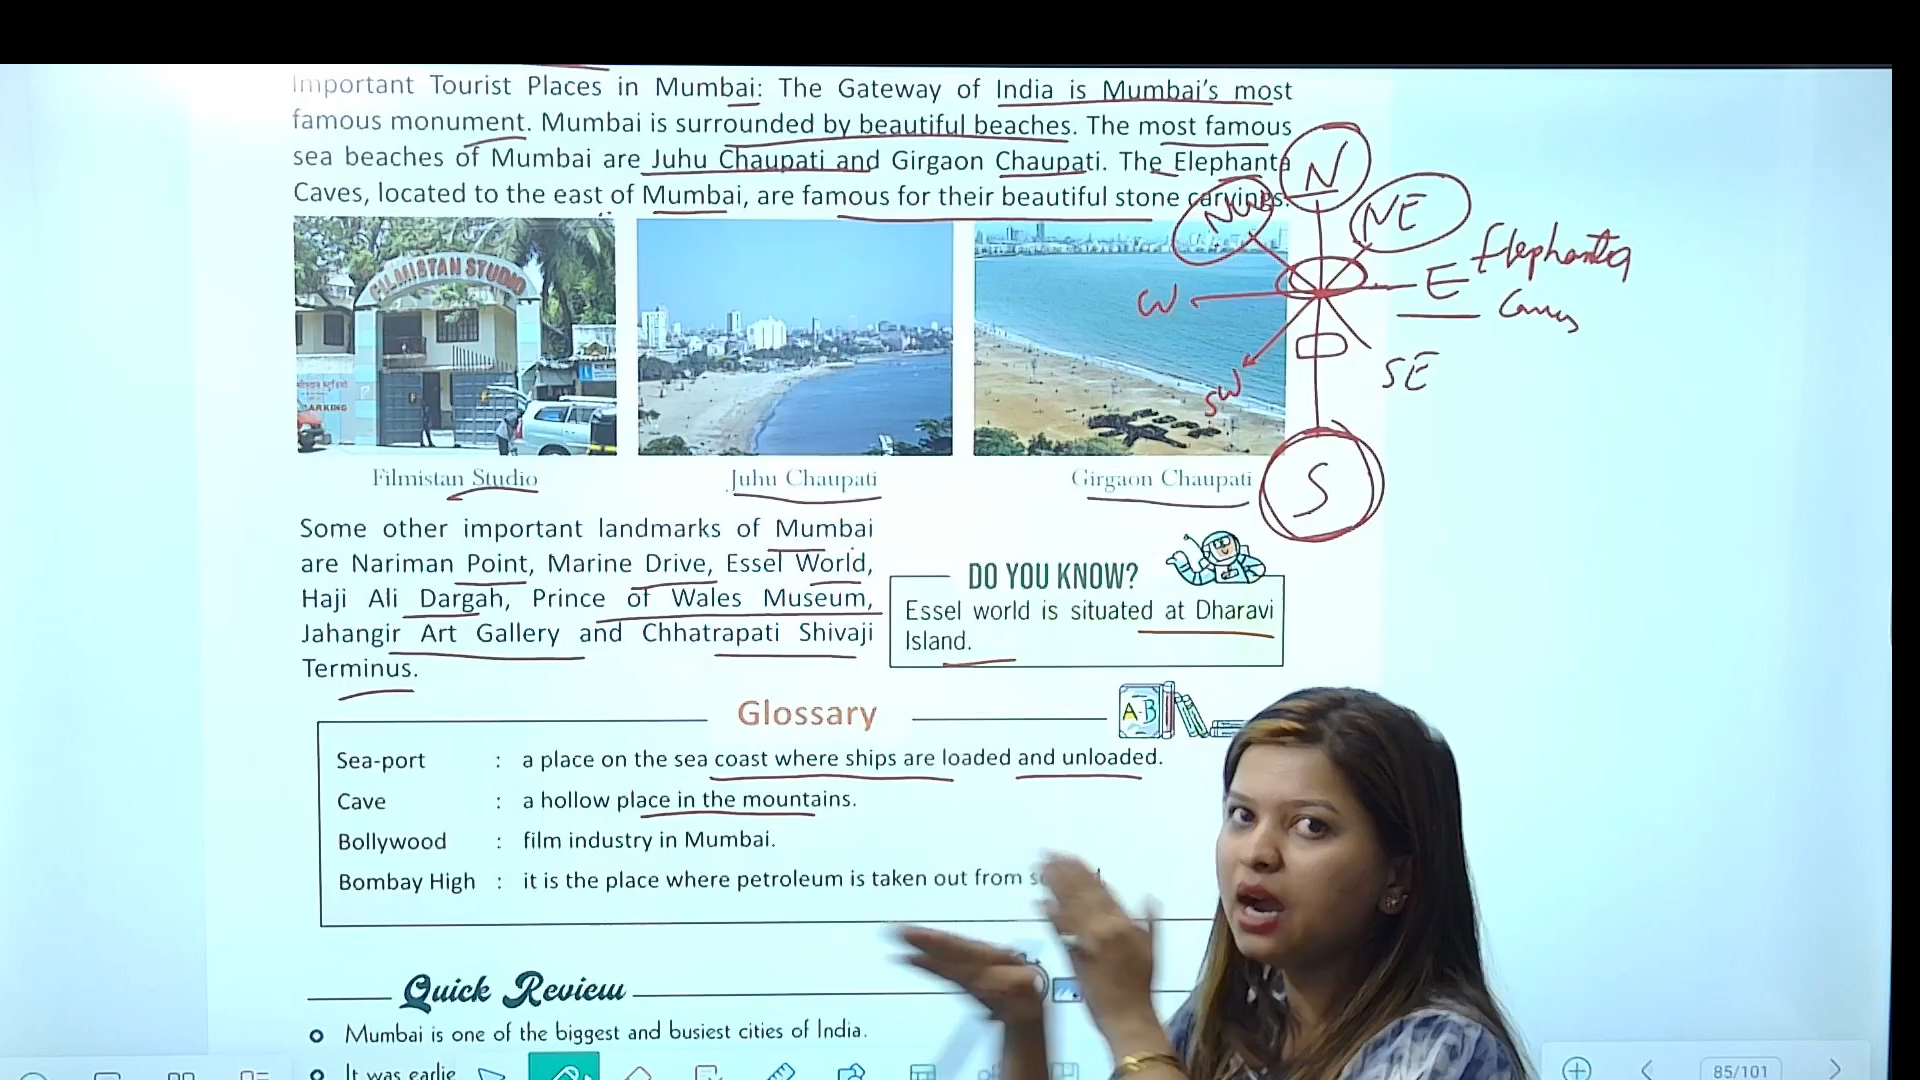 Important Tourist Places in Mumbai: The Gateway of India is Mumbai's most
famous monument. Mumbai is surrounded by beautiful beaches. The most famous
sea beaches of Mumbai are Juhu Chaupati and Girgaon Chaupati. The Elephanta
Caves, located to the east of Mumbai, are famous for their beautiful stone carvings.
N
NW
NE
W
E
Elephanta
Caves
SW
SE
S
FILMISTAN STUDIO
PARKING
Filmistan Studio
Juhu Chaupati
Girgaon Chaupati
Some other important landmarks of Mumbai
are Nariman Point, Marine Drive, Essel World,
Haji Ali Dargah, Prince of Wales Museum,
Jahangir Art Gallery and Chhatrapati Shivaji
Terminus.
DO YOU KNOW?
Essel world is situated at Dharavi
Island.
Glossary
A-B
Sea-port : a place on the sea coast where ships are loaded and unloaded.
Cave : a hollow place in the mountains.
Bollywood : film industry in Mumbai.
Bombay High : it is the place where petroleum is taken out from
Quick Review
Mumbai is one of the biggest and busiest cities of India.
It was
85/101